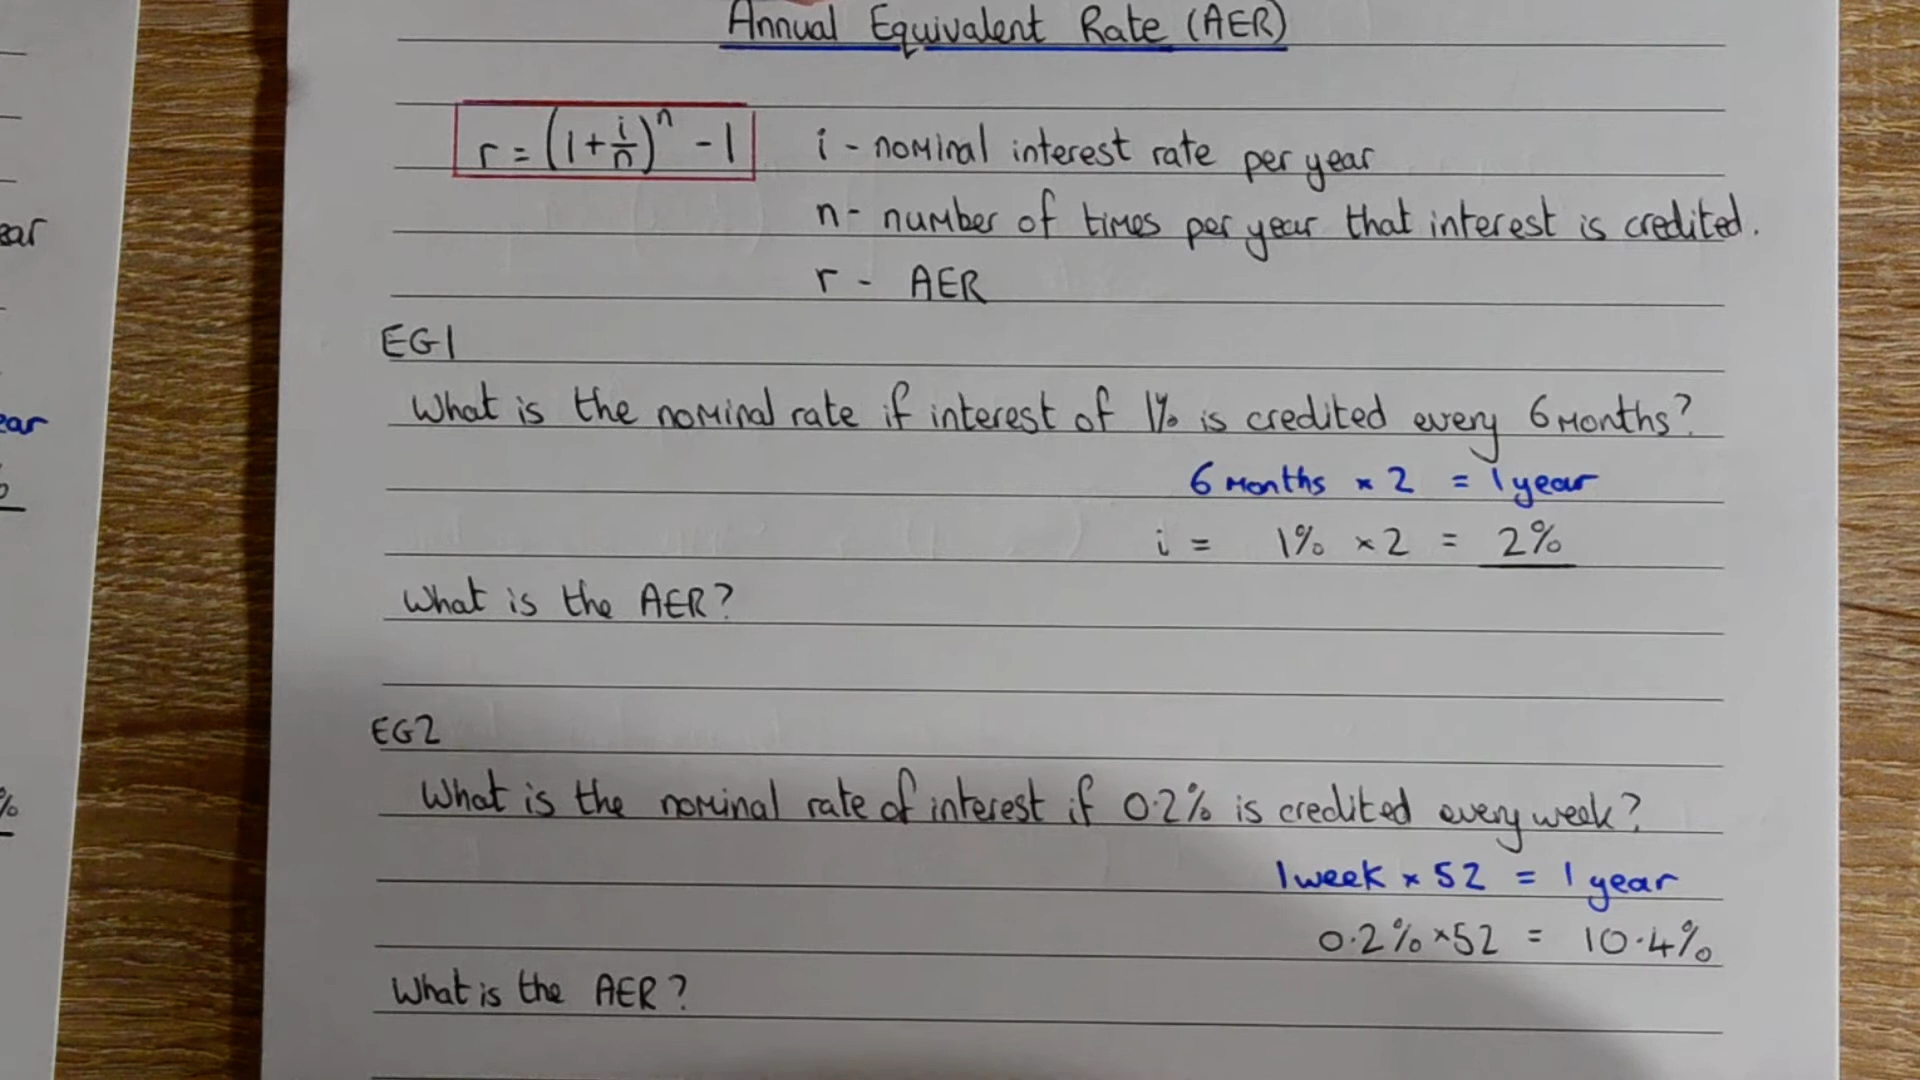 Annual Equivalent Rate (AER)
r = (1 + i/n)^n - 1
i - nominal interest rate per year
n - number of times per year that interest is credited.
r - AER
EG1
What is the nominal rate if interest of 1% is credited every 6 months?
6 months × 2 = 1 year
i = 1% × 2 = 2%
What is the AER?
EG2
What is the nominal rate of interest if 0.2% is credited every week?
1 week × 52 = 1 year
0.2% × 52 = 10.4%
What is the AER?